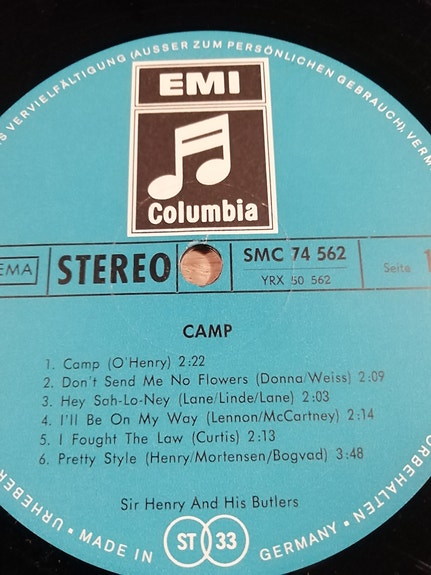 S VERVIELFÄLTIGUNG (AUSSER ZUM PERSÖNLICHEN GEBRAUCH), VERM
EMI
Columbia
EMA
STEREO
SMC 74 562
YRX 50 562
Seite 1
CAMP
1. Camp (O'Henry) 2:22
2. Don't Send Me No Flowers (Donna/Weiss) 2:09
3. Hey Sah-Lo-Ney (Lane/Linde/Lane) 2:03
4. I'll Be On My Way (Lennon/McCartney) 2:14
5. I Fought The Law (Curtis) 2:13
6. Pretty Style (Henry/Mortensen/Bogvad) 3:48
Sir Henry And His Butlers
URHEBER
• MADE IN
ST 33
GERMANY •
ORBEHALTEN